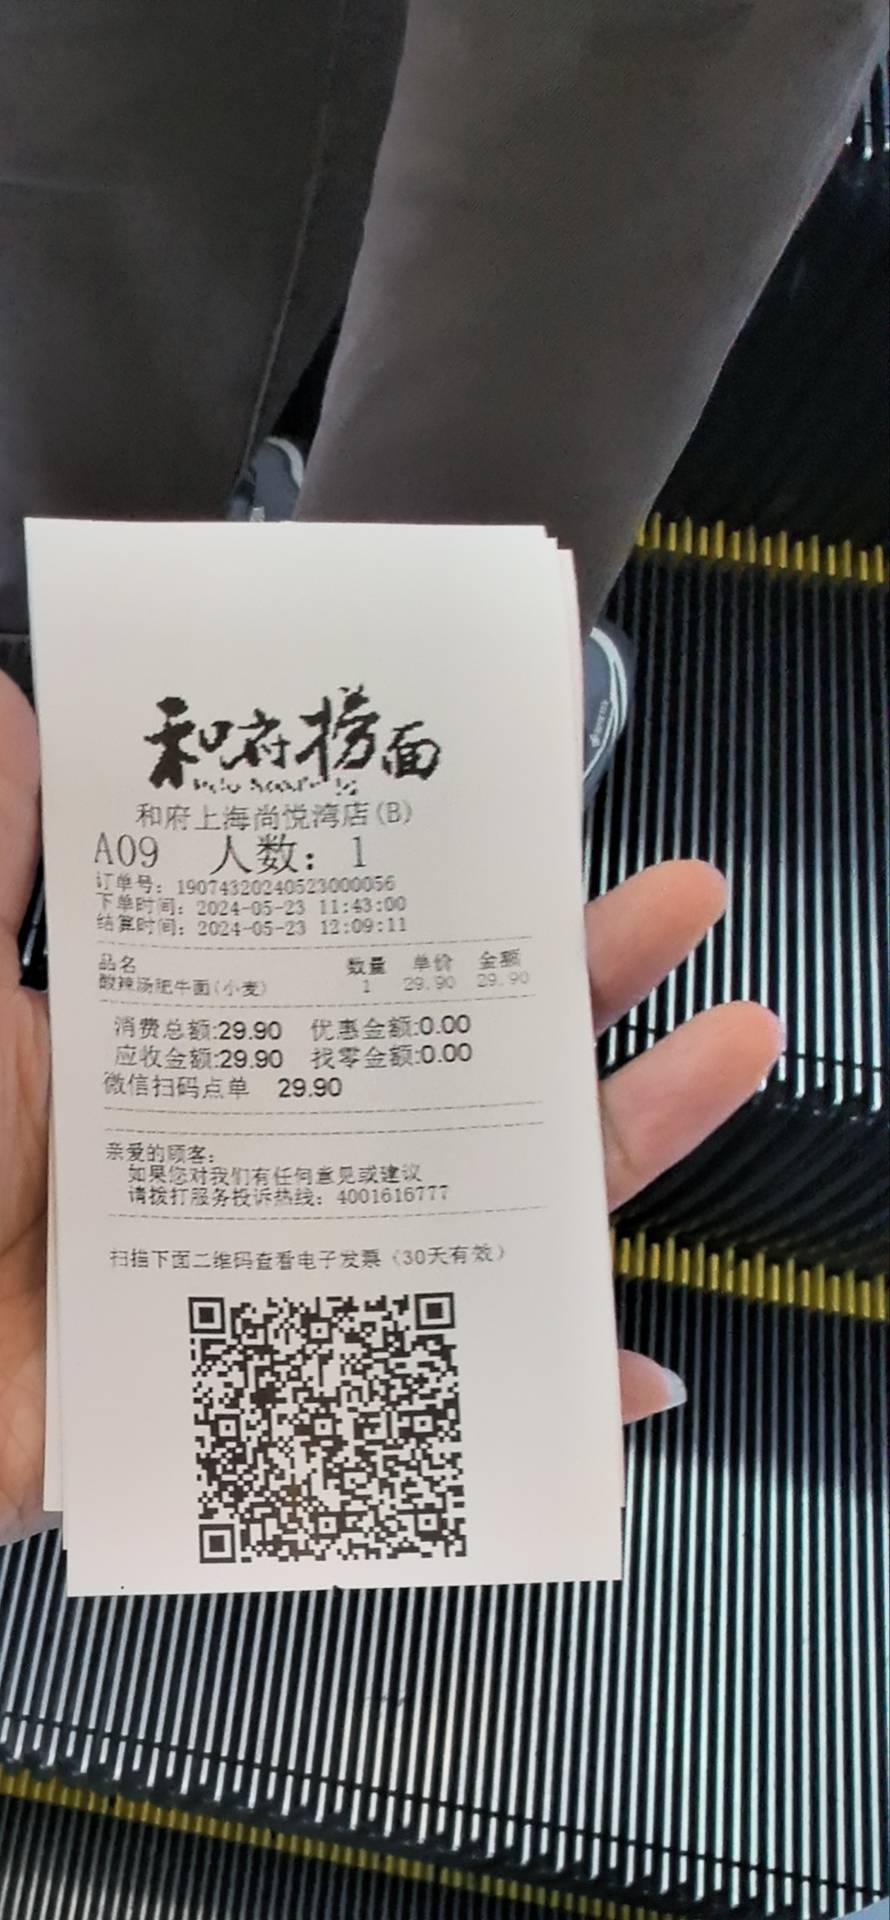 和府捞面
和府上海尚悦湾店(B)
A09 人数：1
订单号：19074320240523000056
下单时间：2024-05-23 11:43:00
结算时间：2024-05-23 12:09:11
品名 数量 单价 金额
酸辣汤肥牛面(小麦) 1 29.90 29.90
消费总额:29.90 优惠金额:0.00
应收金额:29.90 找零金额:0.00
微信扫码点单 29.90
亲爱的顾客：
如果您对我们有任何意见或建议
请拨打服务投诉热线：4001616777
扫描下面二维码查看电子发票（30天有效）